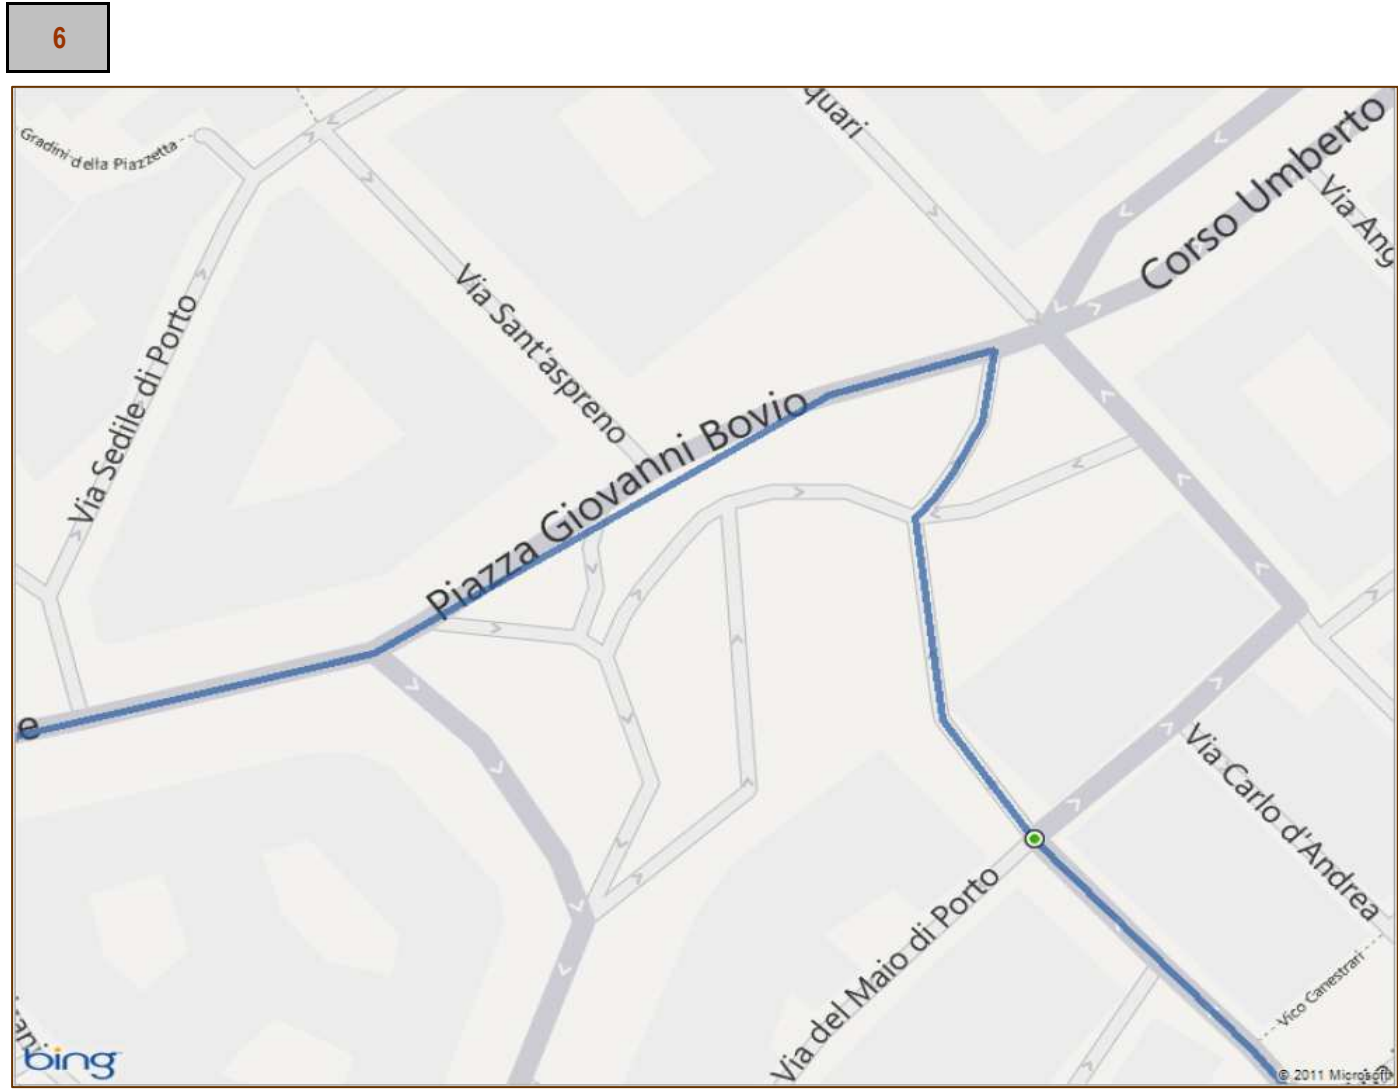 6
quari
Corso Umberto
Gradini della Piazzetta
Via Ang
Via Sant'aspreno
Via Sedile di Porto
Piazza Giovanni Bovio
e
Via Carlo d'Andrea
Via del Maio di Porto
Vico Canestrari
bing
© 2011 Microsoft